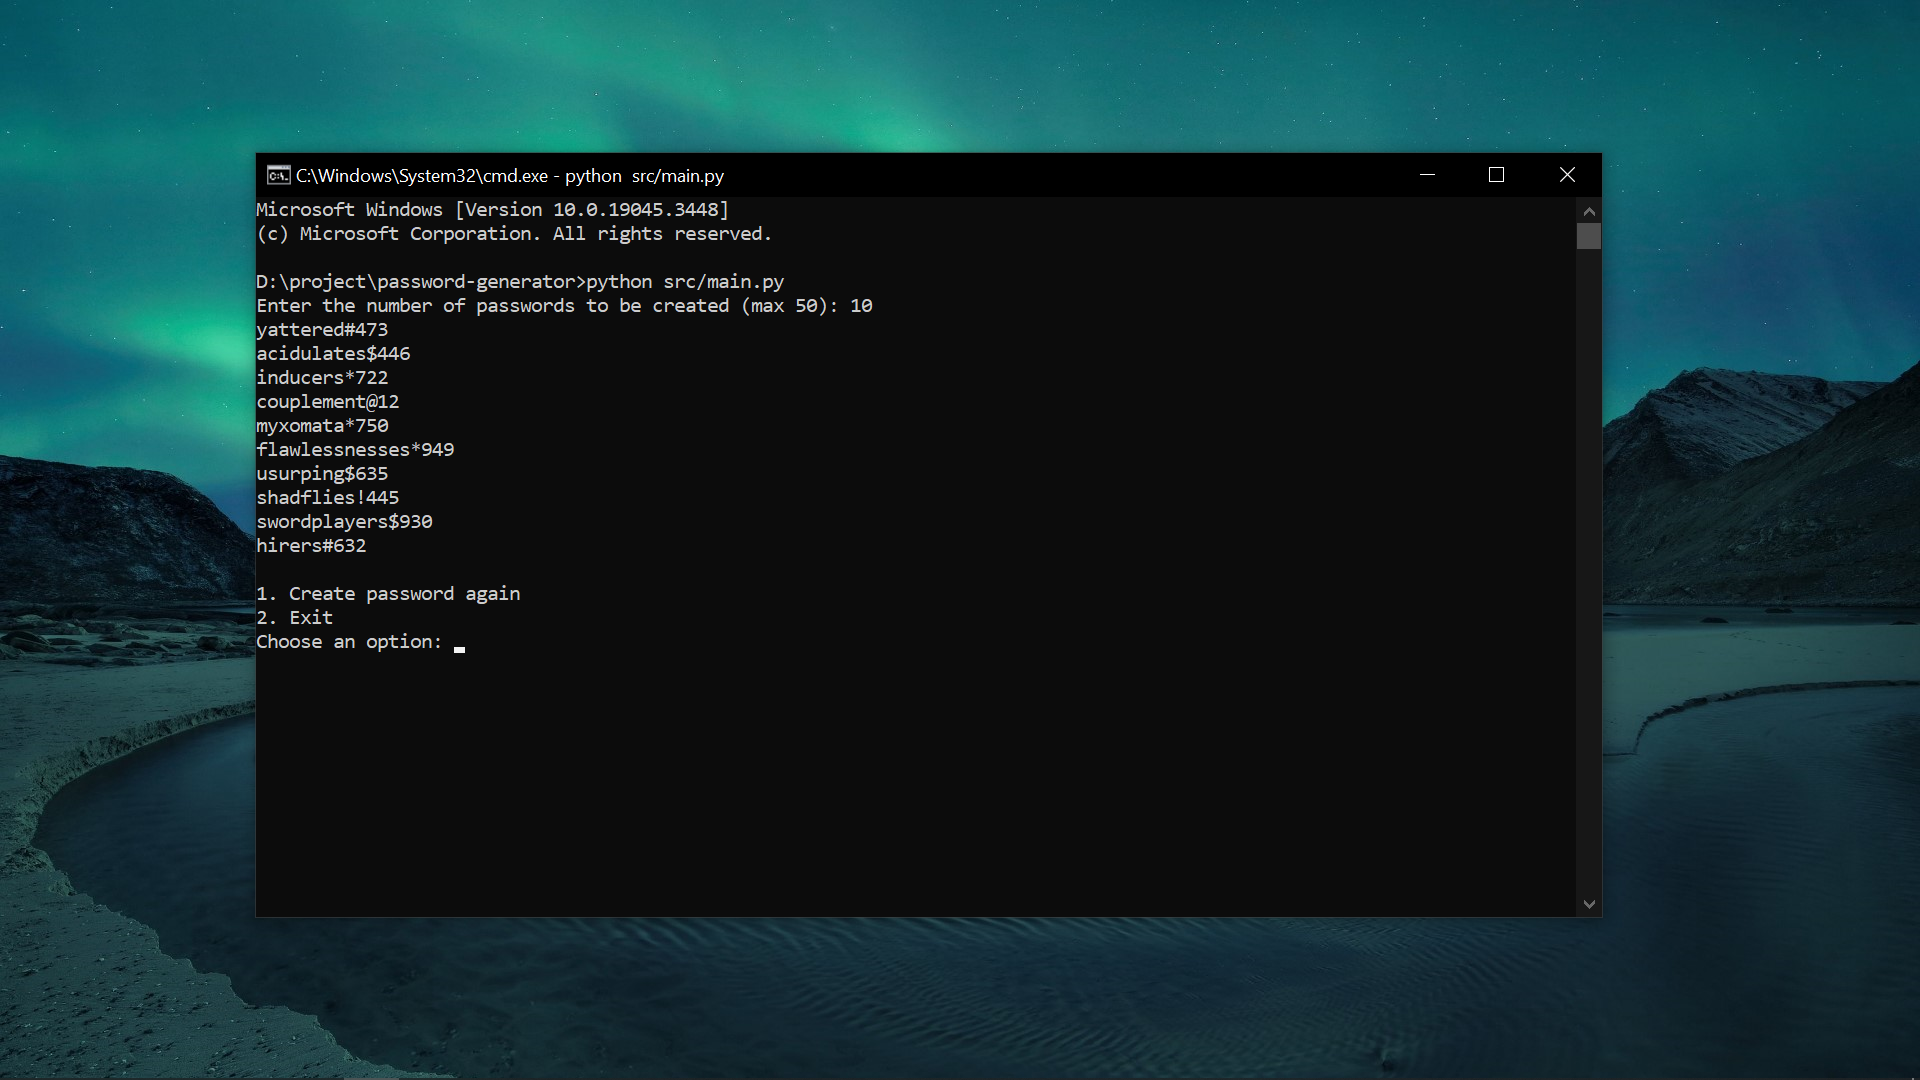 C:\Windows\System32\cmd.exe - python  src/main.py
Microsoft Windows [Version 10.0.19045.3448]
(c) Microsoft Corporation. All rights reserved.
D:\project\password-generator>python src/main.py
Enter the number of passwords to be created (max 50): 10
yattered#473
acidulates$446
inducers*722
couplement@12
myxomata*750
flawlessnesses*949
usurping$635
shadflies!445
swordplayers$930
hirers#632
1. Create password again
2. Exit
Choose an option: